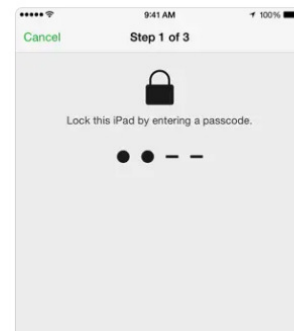 9:41 AM 100%
Cancel Step 1 of 3
Lock this iPad by entering a passcode.